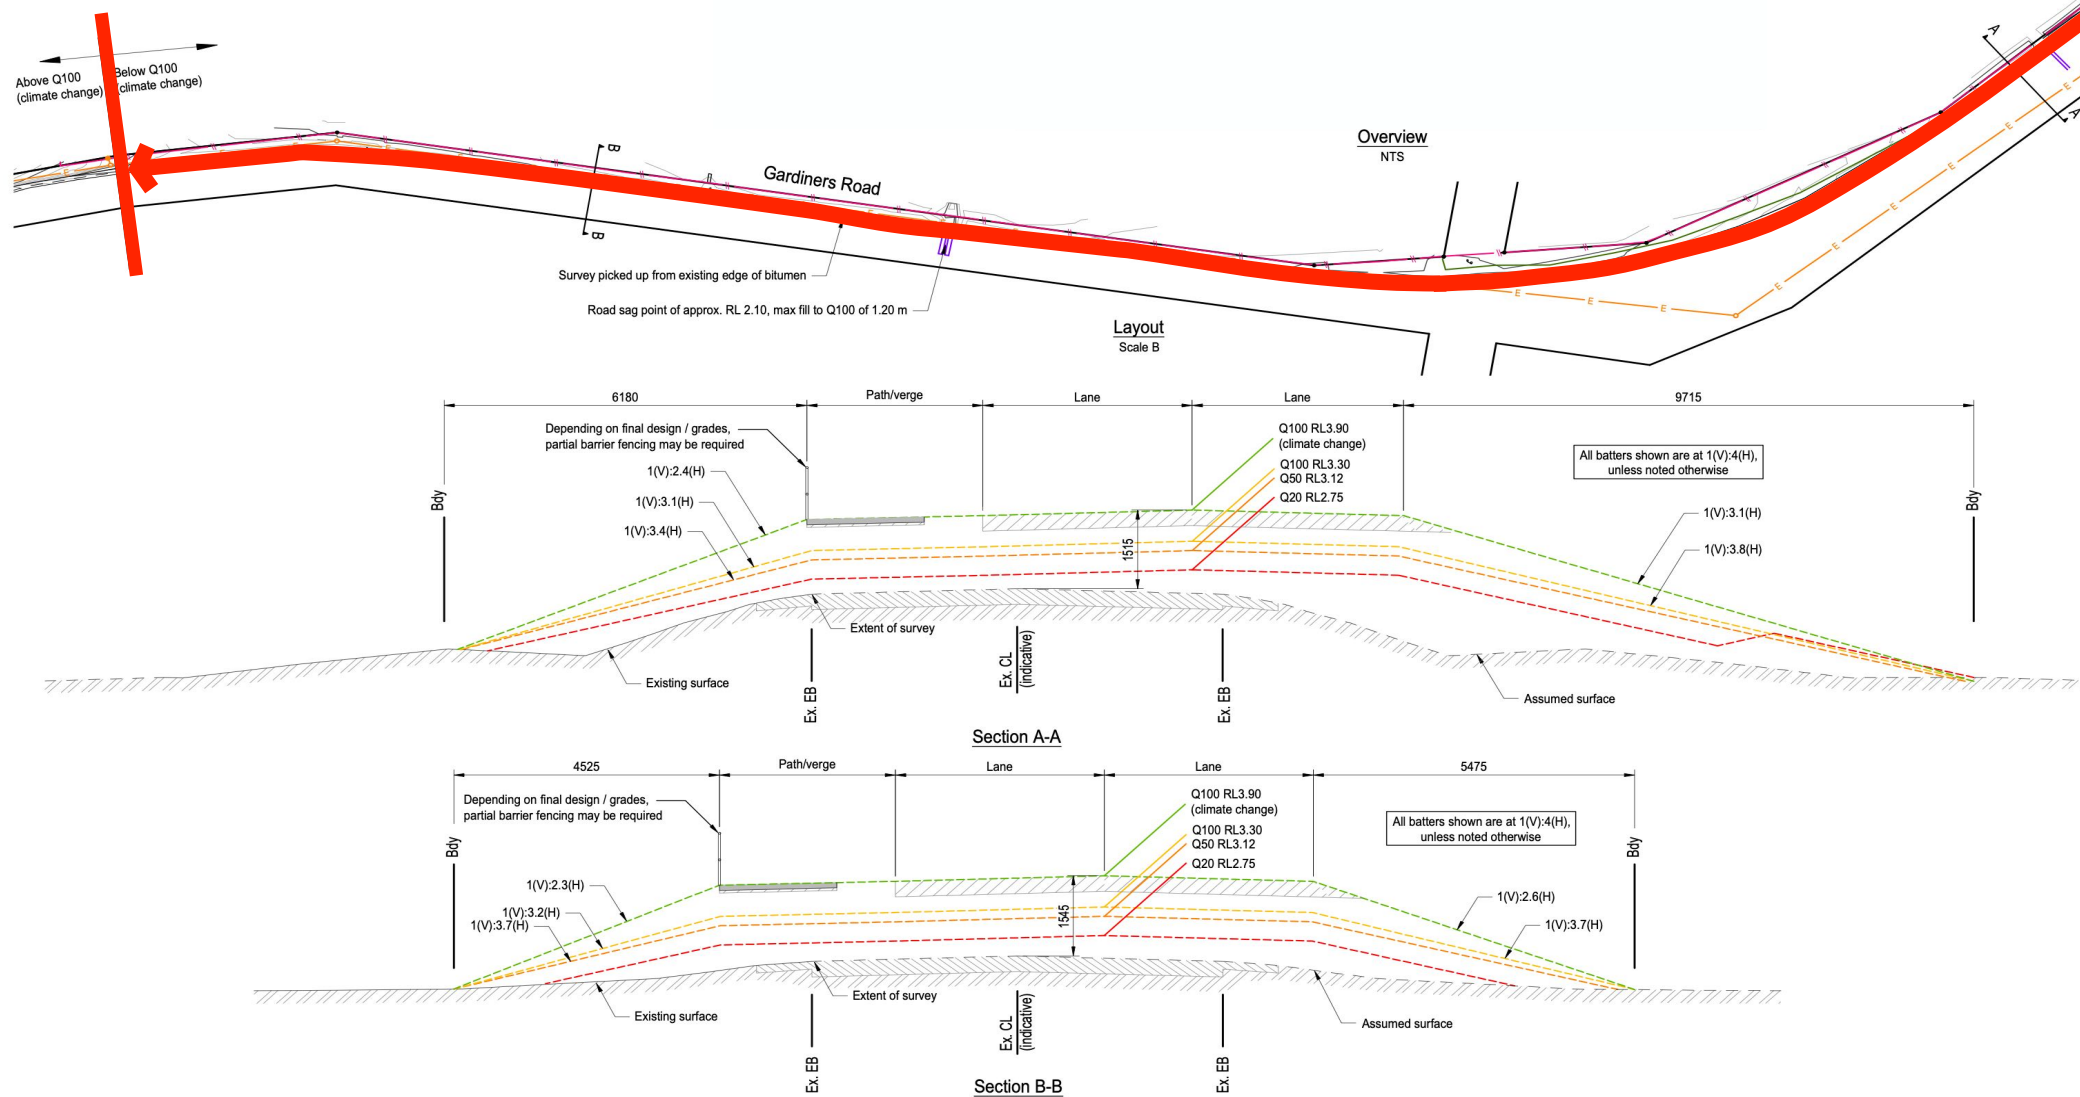 Above Q100
(climate change)
Below Q100
(climate change)
A
A
Overview
NTS
B
B
Gardiners Road
E
E
E
E
E
E
E
E
E
E
Survey picked up from existing edge of bitumen
Road sag point of approx. RL 2.10, max fill to Q100 of 1.20 m
Layout
Scale B
6180
Path/verge
Lane
Lane
9715
Depending on final design / grades,
partial barrier fencing may be required
Q100 RL3.90
(climate change)
Q100 RL3.30
Q50 RL3.12
Q20 RL2.75
All batters shown are at 1(V):4(H),
unless noted otherwise
1(V):2.4(H)
1(V):3.1(H)
1(V):3.4(H)
Bdy
Bdy
1(V):3.1(H)
1(V):3.8(H)
1515
Extent of survey
Existing surface
Assumed surface
Ex. EB
Ex. CL
(indicative)
Ex. EB
Section A-A
4525
Path/verge
Lane
Lane
5475
Depending on final design / grades,
partial barrier fencing may be required
Q100 RL3.90
(climate change)
Q100 RL3.30
Q50 RL3.12
Q20 RL2.75
All batters shown are at 1(V):4(H),
unless noted otherwise
Bdy
Bdy
1(V):2.3(H)
1(V):3.2(H)
1(V):3.7(H)
1(V):2.6(H)
1(V):3.7(H)
1545
Extent of survey
Existing surface
Assumed surface
Ex. EB
Ex. CL
(indicative)
Ex. EB
Section B-B